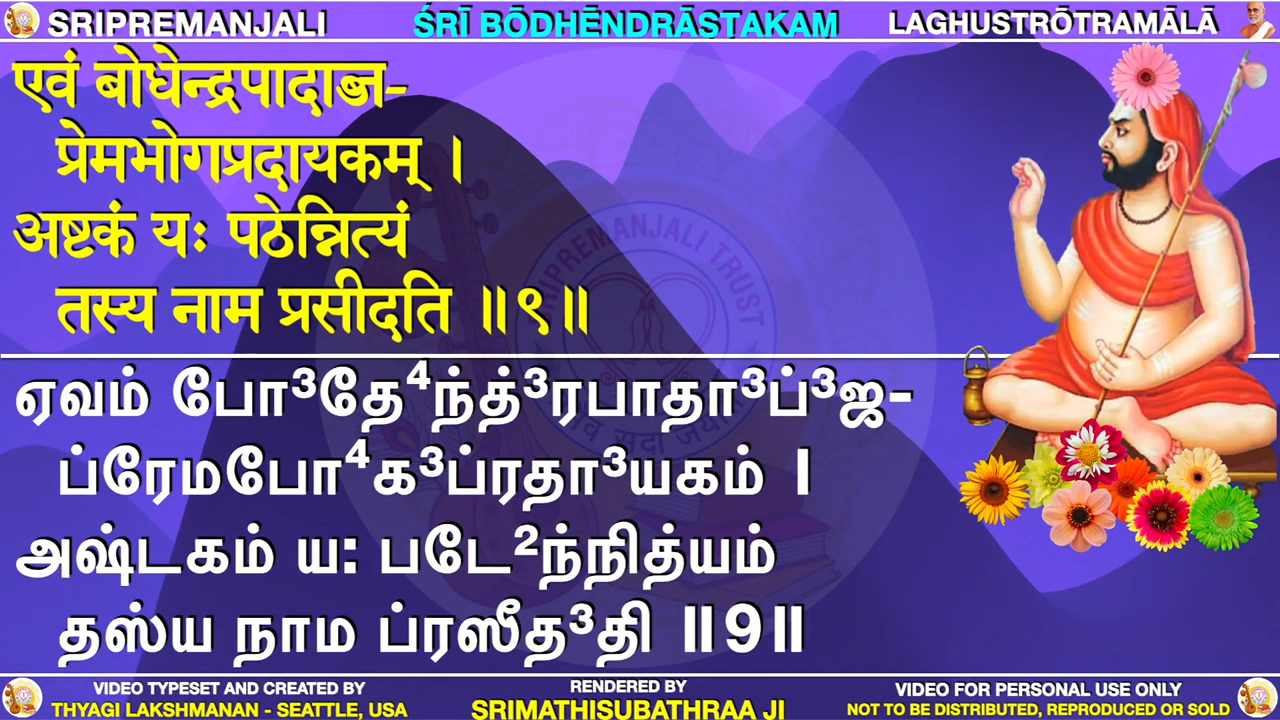 SRIPREMANJALI
ŚRĪ BŌDHĒNDRĀṢṬAKAM
LAGHUSTRŌTRAMĀLĀ
एवं बोधेन्द्रपादाब्ज-
प्रेमभोगप्रदायकम् ।
अष्टकं यः पठेन्नित्यं
तस्य नाम प्रसीदति ॥९॥
SRIPREMANJALI TRUST
ஏவம் போ³தே⁴ந்த்³ரபாதா³ப்³ஜ-
ப்ரேமபோ⁴க³ப்ரதா³யகம் ।
அஷ்டகம் ய: படே²ந்நித்யம்
தஸ்ய நாம ப்ரஸீத³தி ॥9॥
VIDEO TYPESET AND CREATED BY
THYAGI LAKSHMANAN - SEATTLE, USA
RENDERED BY
SRIMATHISUBATHRAA JI
VIDEO FOR PERSONAL USE ONLY
NOT TO BE DISTRIBUTED, REPRODUCED OR SOLD